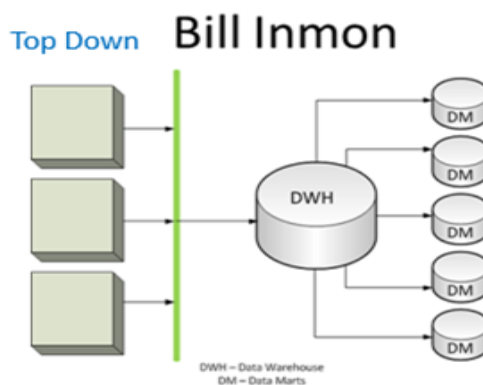 Top Down
Bill Inmon
DM
DM
DWH
DM
DM
DM
DWH – Data Warehouse
DM – Data Marts